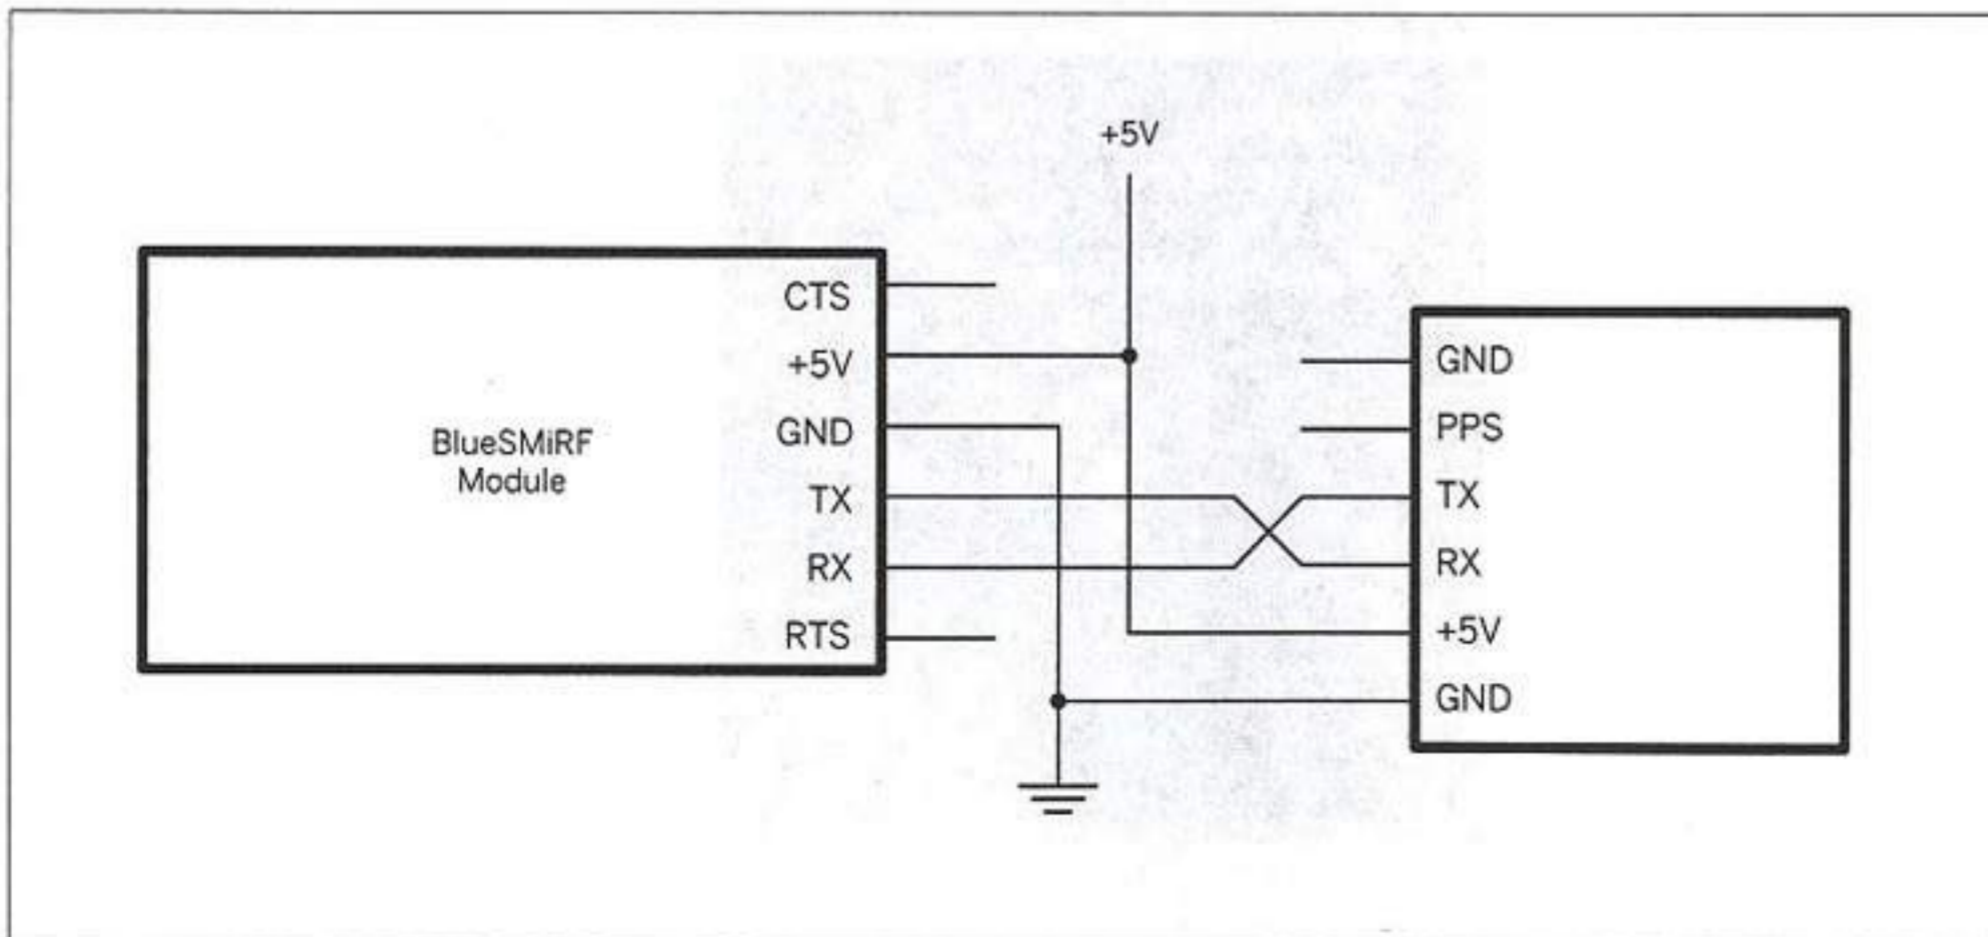 +5V
CTS
+5V
GND
TX
RX
RTS
BlueSMiRF
Module
GND
PPS
TX
RX
+5V
GND